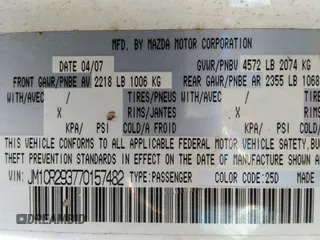 MFD. BY MAZDA MOTOR CORPORATION
DATE 04/07 GVWR/PNBV 4572 LB 2074 KG
FRONT GAWR/PNBE AV 2218 LB 1006 KG REAR GAWR/PNBE AR 2355 LB 1068
WITH/AVEC / TIRES/PNEUS WITH/AVEC / TIRES
X RIMS/JANTES X RIMS/
KPA/ PSI COLD/A FROID KPA/ PSI COLD/
THIS VEHICLE CONFORMS TO ALL APPLICABLE FEDERAL MOTOR VEHICLE
THEFT PREVENTION STANDARDS IN EFFECT ON THE DATE OF MANUFACTURE SHOWN
VIN: JM1CR293770157482 TYPE:PASSENGER COLOR CODE:25D MADE